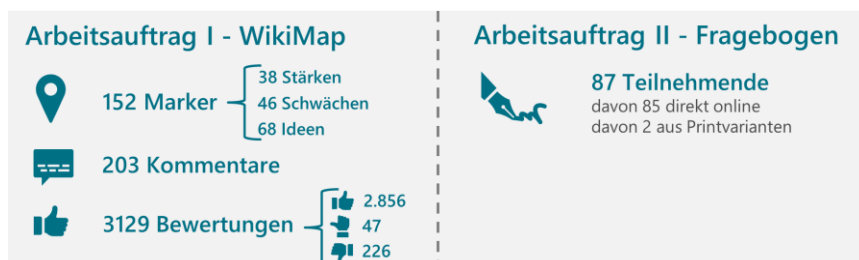 Arbeitsauftrag I - WikiMap
152 Marker
38 Stärken
46 Schwächen
68 Ideen
203 Kommentare
3129 Bewertungen
2.856
47
226
Arbeitsauftrag II - Fragebogen
87 Teilnehmende
davon 85 direkt online
davon 2 aus Printvarianten